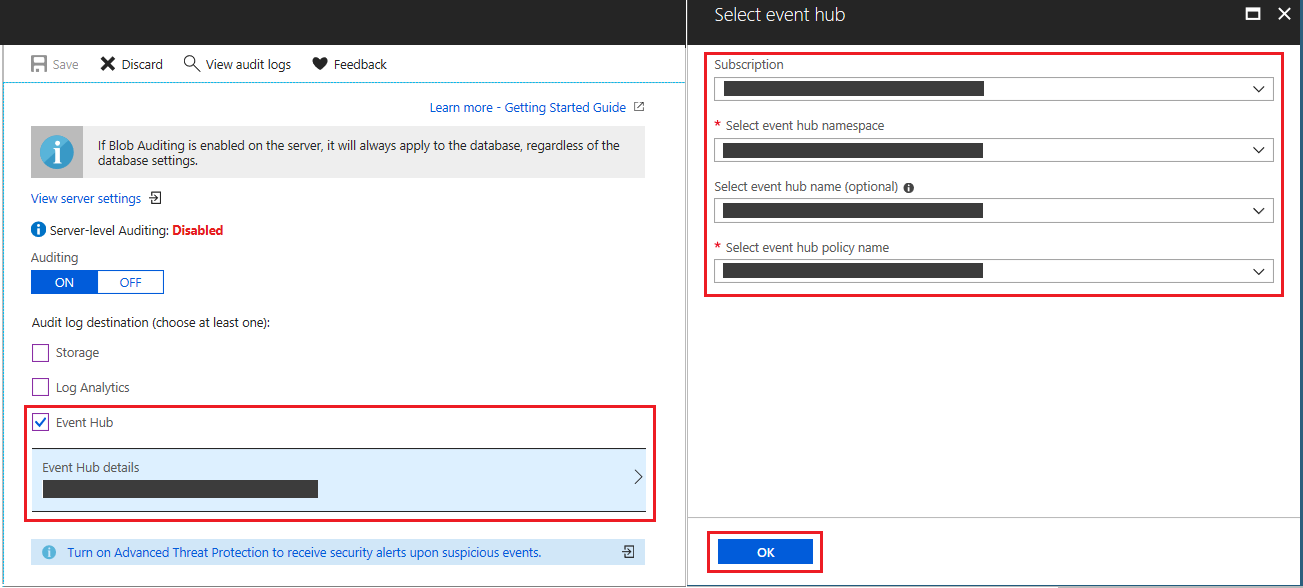 Select event hub
Save Discard View audit logs Feedback
Learn more - Getting Started Guide
If Blob Auditing is enabled on the server, it will always apply to the database, regardless of the
database settings.
View server settings
Server-level Auditing: Disabled
Auditing
ON OFF
Audit log destination (choose at least one):
Storage
Log Analytics
Event Hub
Event Hub details
Turn on Advanced Threat Protection to receive security alerts upon suspicious events.
Subscription
* Select event hub namespace
Select event hub name (optional)
* Select event hub policy name
OK